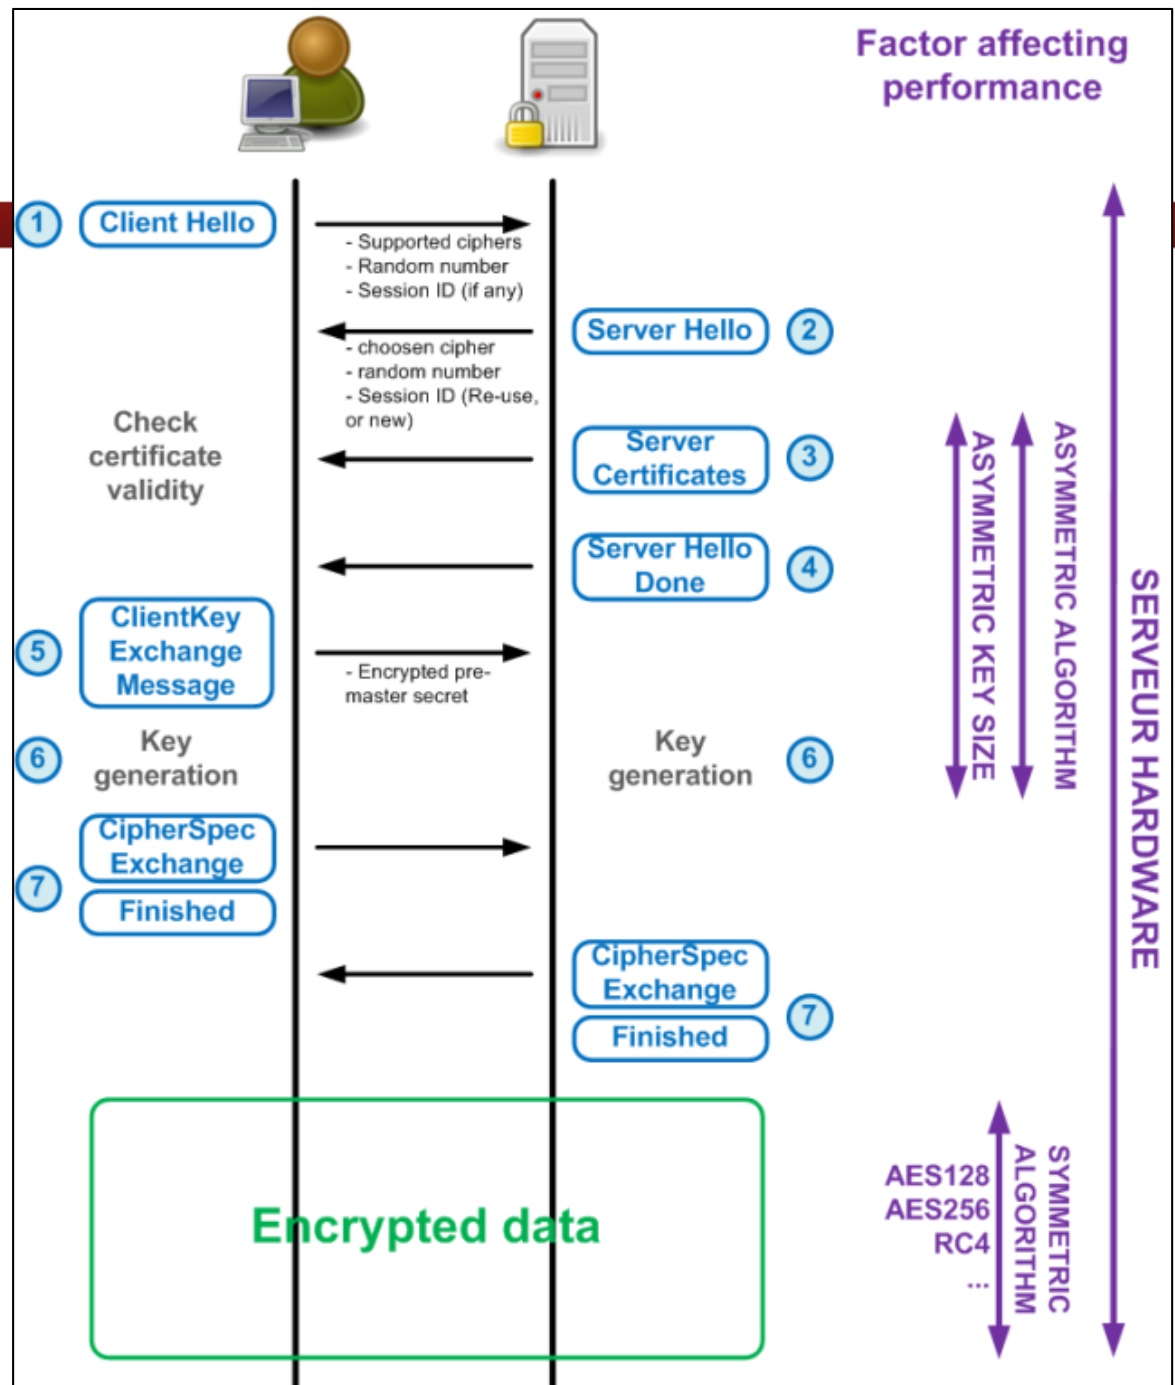 Factor affecting
performance
1
Client Hello
- Supported ciphers
- Random number
- Session ID (if any)
Server Hello
2
- choosen cipher
- random number
- Session ID (Re-use,
or new)
Check
certificate
validity
Server
Certificates
3
Server Hello
Done
4
ClientKey
Exchange
Message
5
- Encrypted pre-
master secret
6
Key
generation
Key
generation
6
CipherSpec
Exchange
7
Finished
CipherSpec
Exchange
7
Finished
ASYMMETRIC KEY SIZE
ASYMMETRIC ALGORITHM
SERVEUR HARDWARE
Encrypted data
AES128
AES256
RC4
...
SYMMETRIC
ALGORITHM